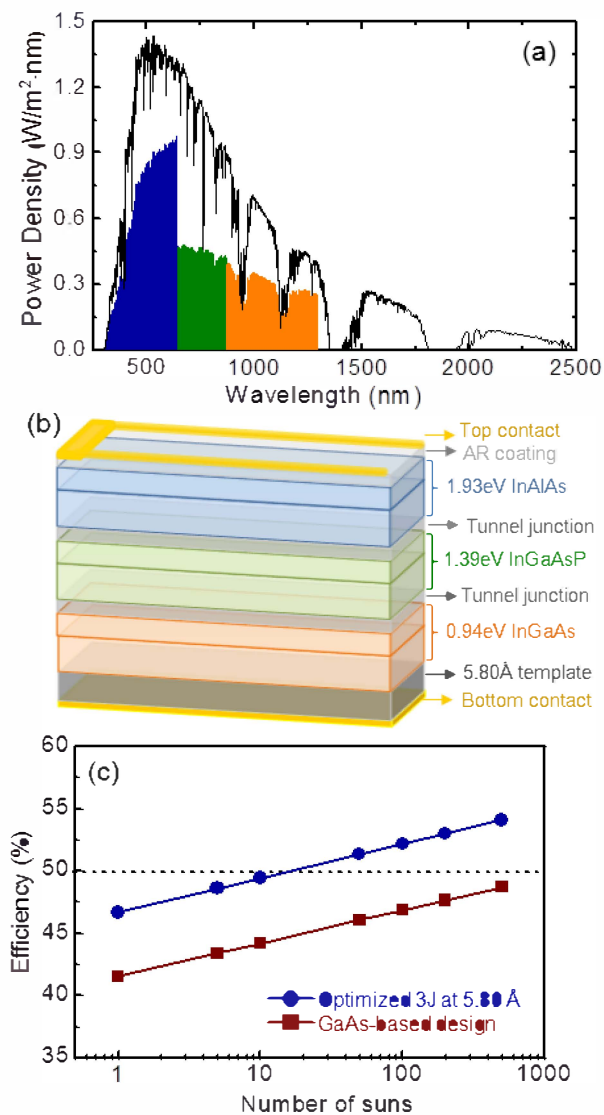 (a)
Power Density (W/m²·nm)
1.5
1.2
0.9
0.6
0.3
0.0
500 1000 1500 2000 2500
Wavelength (nm)
(b)
Top contact
AR coating
1.93eV InAlAs
Tunnel junction
1.39eV InGaAsP
Tunnel junction
0.94eV InGaAs
5.80Å template
Bottom contact
(c)
Efficiency (%)
60
55
50
45
40
35
Optimized 3J at 5.80 Å
GaAs-based design
1 10 100 1000
Number of suns